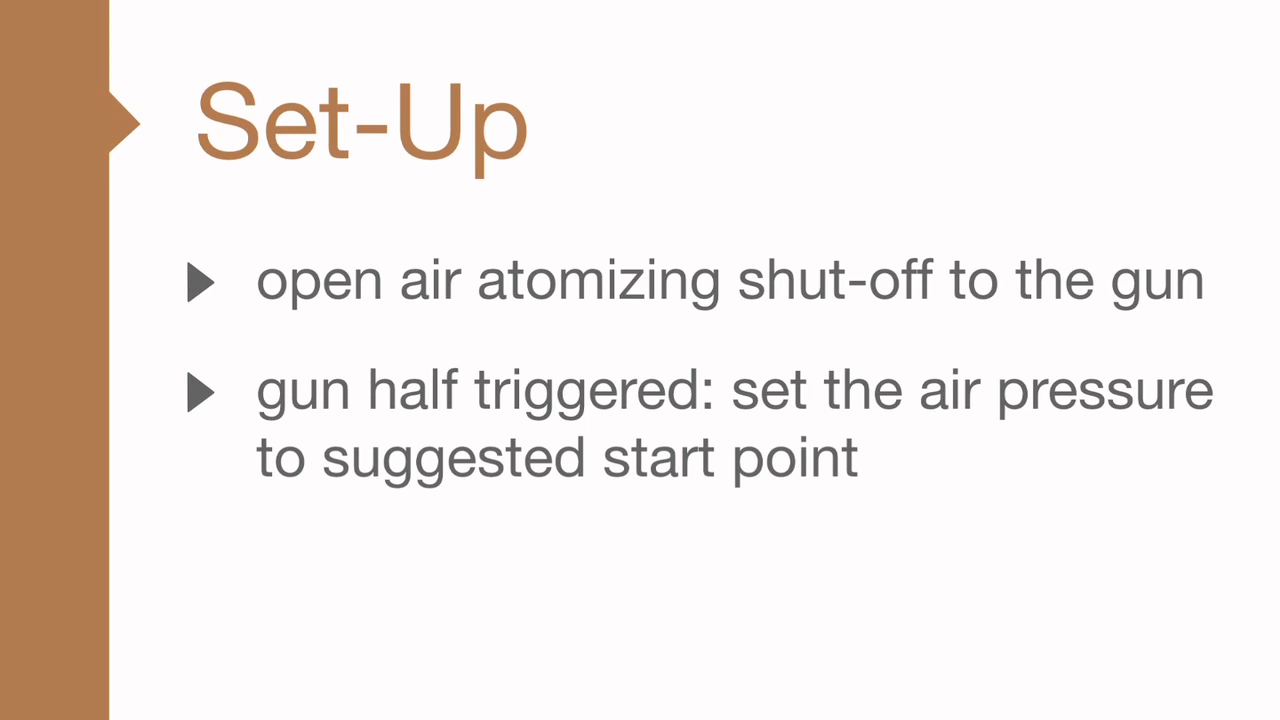 Set-Up
open air atomizing shut-off to the gun
gun half triggered: set the air pressure
to suggested start point